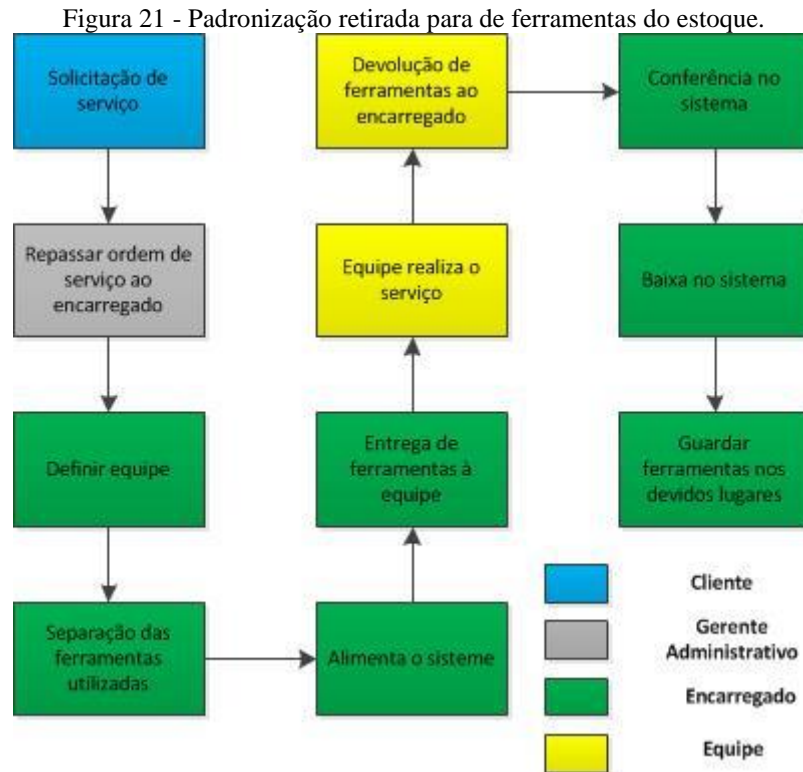 Figura 21 - Padronização retirada para de ferramentas do estoque.
Solicitação de
serviço
Repassar ordem de
serviço ao
encarregado
Definir equipe
Separação das
ferramentas
utilizadas
Alimenta o sisteme
Entrega de
ferramentas à
equipe
Equipe realiza o
serviço
Devolução de
ferramentas ao
encarregado
Conferência no
sistema
Baixa no sistema
Guardar
ferramentas nos
devidos lugares
Cliente
Gerente
Administrativo
Encarregado
Equipe